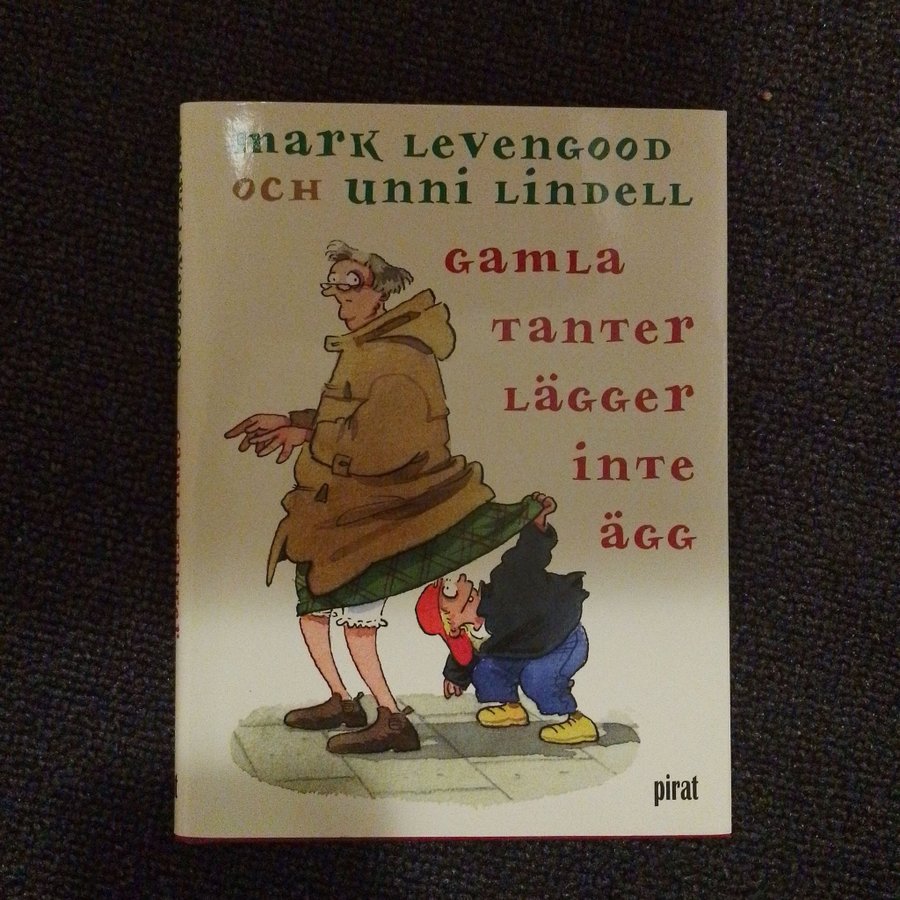 mark Levengood
och unni Lindell
Gamla
tanter
Lägger
inte
ägg
pirat